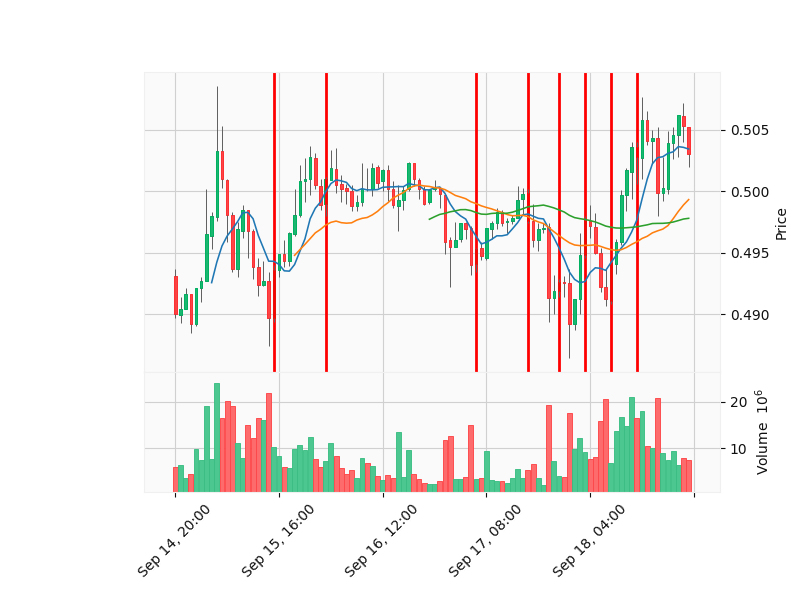 0.505
0.500
0.495
0.490
Price
20
10
Volume 10^6
Sep 14, 20:00
Sep 15, 16:00
Sep 16, 12:00
Sep 17, 08:00
Sep 18, 04:00